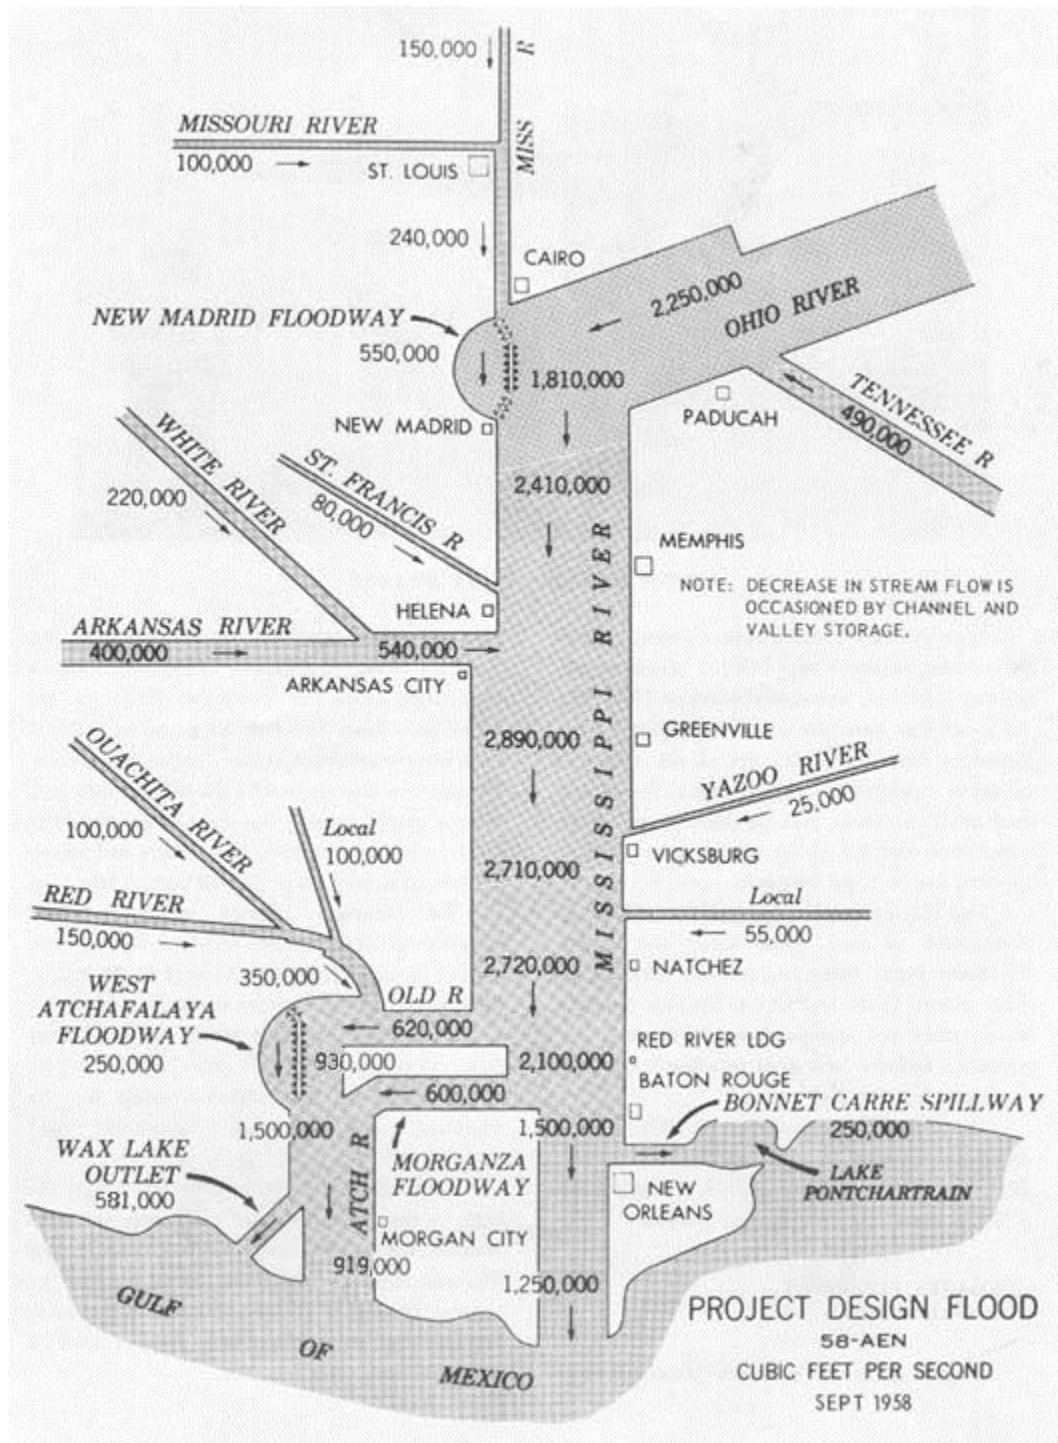 150,000
MISS R
MISSOURI RIVER
100,000
ST. LOUIS
240,000
CAIRO
2,250,000
OHIO RIVER
NEW MADRID FLOODWAY
550,000
1,810,000
TENNESSEE R
490,000
PADUCAH
NEW MADRID
WHITE RIVER
220,000
ST. FRANCIS R
80,000
2,410,000
MISSISSIPPI RIVER
MEMPHIS
NOTE: DECREASE IN STREAM FLOW IS
OCCASIONED BY CHANNEL AND
VALLEY STORAGE.
HELENA
ARKANSAS RIVER
400,000
540,000
ARKANSAS CITY
2,890,000
GREENVILLE
YAZOO RIVER
25,000
OUACHITA RIVER
100,000
Local
100,000
2,710,000
VICKSBURG
RED RIVER
150,000
Local
55,000
350,000
2,720,000
NATCHEZ
WEST
ATCHAFALAYA
FLOODWAY
250,000
OLD R
620,000
930,000
2,100,000
RED RIVER LDG
BATON ROUGE
600,000
BONNET CARRE SPILLWAY
250,000
1,500,000
1,500,000
WAX LAKE
OUTLET
581,000
ATCH R
MORGANZA
FLOODWAY
LAKE
PONTCHARTRAIN
NEW
ORLEANS
MORGAN CITY
919,000
1,250,000
GULF
OF
MEXICO
PROJECT DESIGN FLOOD
58-AEN
CUBIC FEET PER SECOND
SEPT 1958